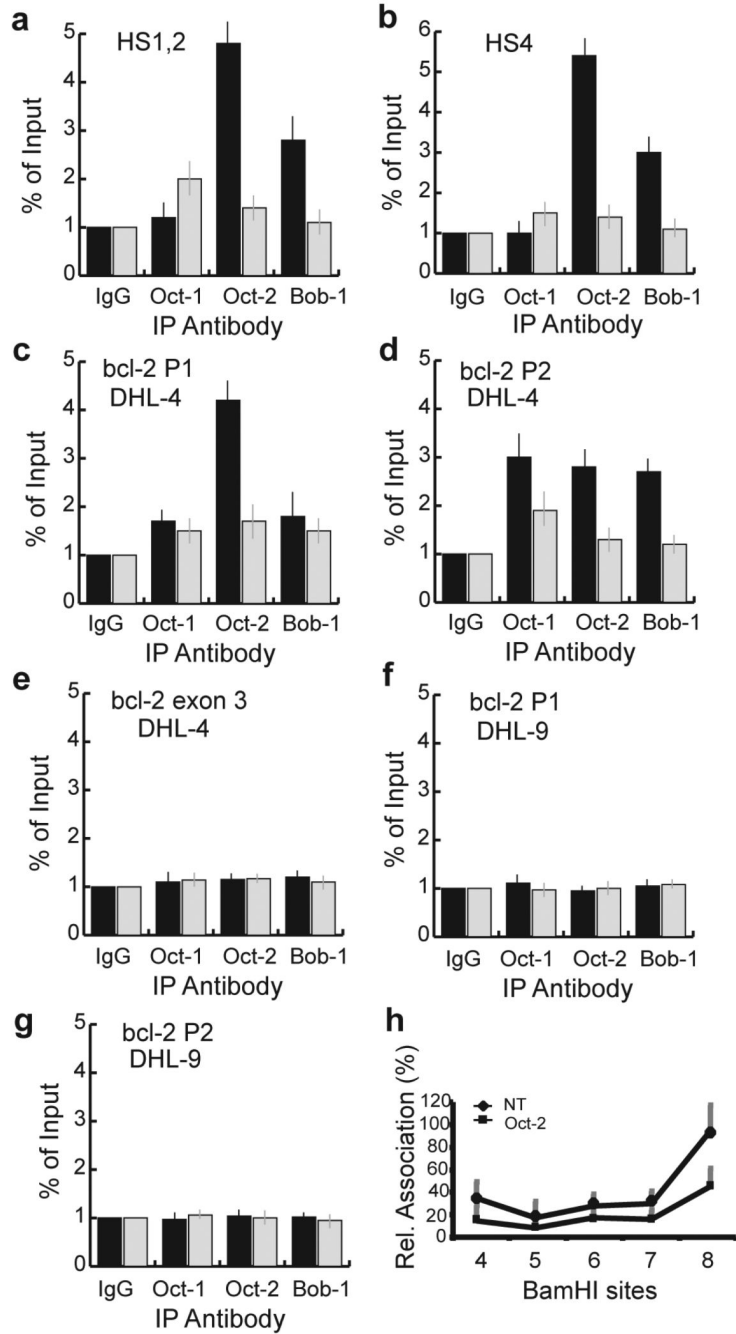 a
HS1,2
% of Input
5
4
3
2
1
0
IgG Oct-1 Oct-2 Bob-1
IP Antibody
b
HS4
% of Input
6
5
4
3
2
1
0
IgG Oct-1 Oct-2 Bob-1
IP Antibody
c
bcl-2 P1
DHL-4
% of Input
5
4
3
2
1
0
IgG Oct-1 Oct-2 Bob-1
IP Antibody
d
bcl-2 P2
DHL-4
% of Input
5
4
3
2
1
0
IgG Oct-1 Oct-2 Bob-1
IP Antibody
e
bcl-2 exon 3
DHL-4
% of Input
5
4
3
2
1
0
IgG Oct-1 Oct-2 Bob-1
IP Antibody
f
bcl-2 P1
DHL-9
% of Input
5
4
3
2
1
0
IgG Oct-1 Oct-2 Bob-1
IP Antibody
g
bcl-2 P2
DHL-9
% of Input
5
4
3
2
1
0
IgG Oct-1 Oct-2 Bob-1
IP Antibody
h
Rel. Association (%)
120
100
80
60
40
20
0
NT
Oct-2
4 5 6 7 8
BamHI sites